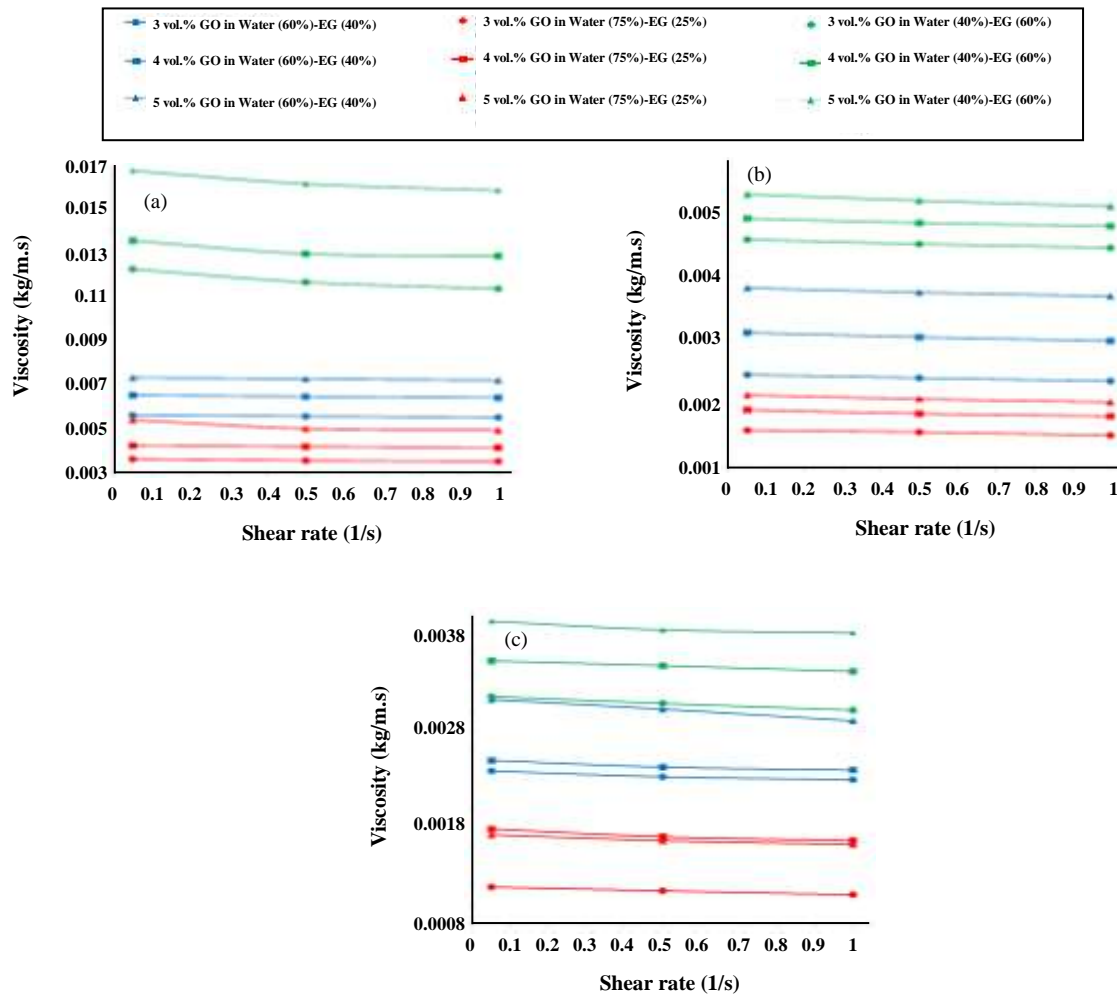 3 vol.% GO in Water (60%)-EG (40%) 3 vol.% GO in Water (75%)-EG (25%) 3 vol.% GO in Water (40%)-EG (60%)
4 vol.% GO in Water (60%)-EG (40%) 4 vol.% GO in Water (75%)-EG (25%) 4 vol.% GO in Water (40%)-EG (60%)
5 vol.% GO in Water (60%)-EG (40%) 5 vol.% GO in Water (75%)-EG (25%) 5 vol.% GO in Water (40%)-EG (60%)
(a)
Viscosity (kg/m.s)
0.017
0.015
0.013
0.11
0.009
0.007
0.005
0.003
0 0.1 0.2 0.3 0.4 0.5 0.6 0.7 0.8 0.9 1
Shear rate (1/s)
(b)
Viscosity (kg/m.s)
0.005
0.004
0.003
0.002
0.001
0 0.1 0.2 0.3 0.4 0.5 0.6 0.7 0.8 0.9 1
Shear rate (1/s)
(c)
Viscosity (kg/m.s)
0.0038
0.0028
0.0018
0.0008
0 0.1 0.2 0.3 0.4 0.5 0.6 0.7 0.8 0.9 1
Shear rate (1/s)